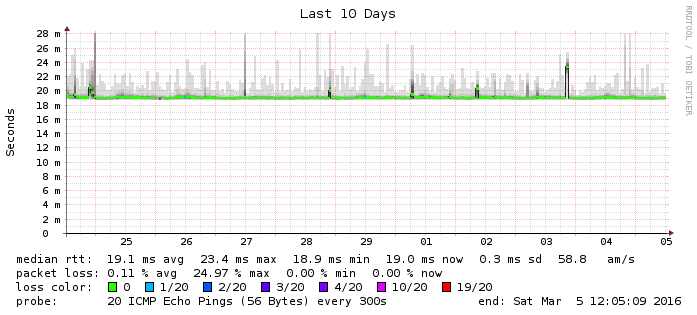 Last 10 Days
RRDTOOL / TOBI OETIKER
Seconds
28 m
26 m
24 m
22 m
20 m
18 m
16 m
14 m
12 m
10 m
8 m
6 m
4 m
2 m
0
25 26 27 28 29 01 02 03 04 05
median rtt: 19.1 ms avg 23.4 ms max 18.9 ms min 19.0 ms now 0.3 ms sd 58.8 am/s
packet loss: 0.11 % avg 24.97 % max 0.00 % min 0.00 % now
loss color: 0 1/20 2/20 3/20 4/20 10/20 19/20
probe: 20 ICMP Echo Pings (56 Bytes) every 300s end: Sat Mar 5 12:05:09 2016